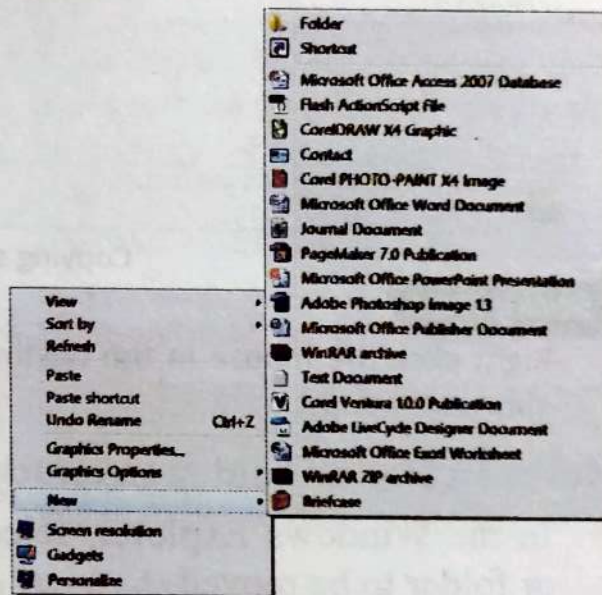 Folder
Shortcut
Microsoft Office Access 2007 Database
Flash ActionScript File
CorelDRAW X4 Graphic
Contact
Corel PHOTO-PAINT X4 Image
Microsoft Office Word Document
Journal Document
PageMaker 7.0 Publication
Microsoft Office PowerPoint Presentation
Adobe Photoshop Image 13
Microsoft Office Publisher Document
WinRAR archive
Text Document
Corel Ventura 10.0 Publication
Adobe LiveCycle Designer Document
Microsoft Office Excel Worksheet
WinRAR ZIP archive
Briefcase
View
Sort by
Refresh
Paste
Paste shortcut
Undo Rename Ctrl+Z
Graphics Properties...
Graphics Options
New
Screen resolution
Gadgets
Personalize